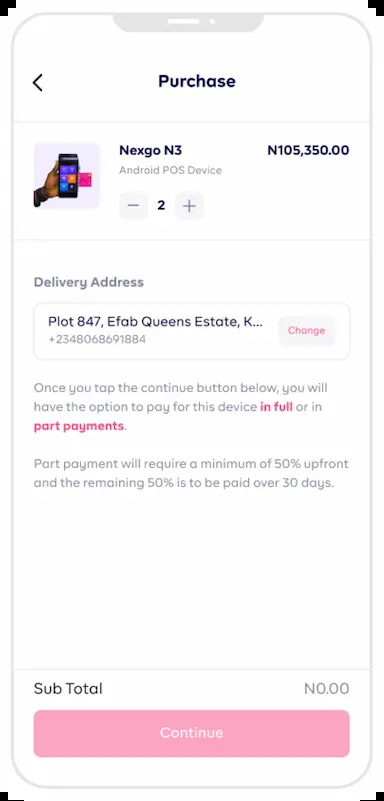 Purchase
Nexgo N3 N105,350.00
Android POS Device
2
Delivery Address
Plot 847, Efab Queens Estate, K...
+2348068691884
Change
Once you tap the continue button below, you will
have the option to pay for this device in full or in
part payments.
Part payment will require a minimum of 50% upfront
and the remaining 50% is to be paid over 30 days.
Sub Total N0.00
Continue